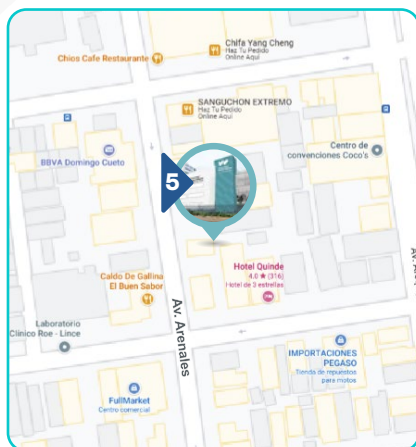 Chifa Yang Cheng
Haz Tu Pedido
Online Aquí
Chios Cafe Restaurante
SANGUCHON EXTREMO
Haz Tu Pedido
Online Aquí
BBVA Domingo Cueto
Centro de
convenciones Coco's
5
Hotel Quinde
4.0 ★ (316)
Hotel de 3 estrellas
Caldo De Gallina
El Buen Sabor
Av. Arenales
Laboratorio
Clínico Roe - Lince
IMPORTACIONES
PEGASO
Tienda de repuestos
para motos
FullMarket
Centro comercial